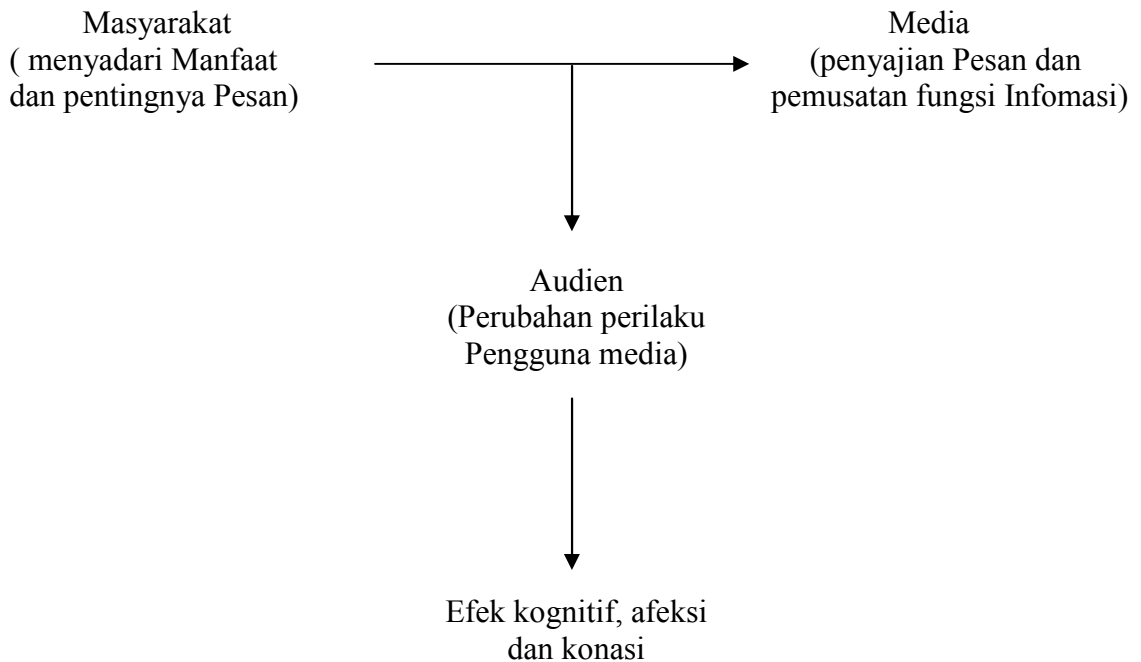 Masyarakat
( menyadari Manfaat
dan pentingnya Pesan)
Media
(penyajian Pesan dan
pemusatan fungsi Infomasi)
Audien
(Perubahan perilaku
Pengguna media)
Efek kognitif, afeksi
dan konasi